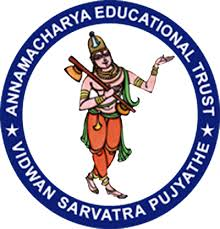 ANNAMACHARYA EDUCATIONAL TRUST
★ VIDWAN SARVATRA PUJYATHE ★